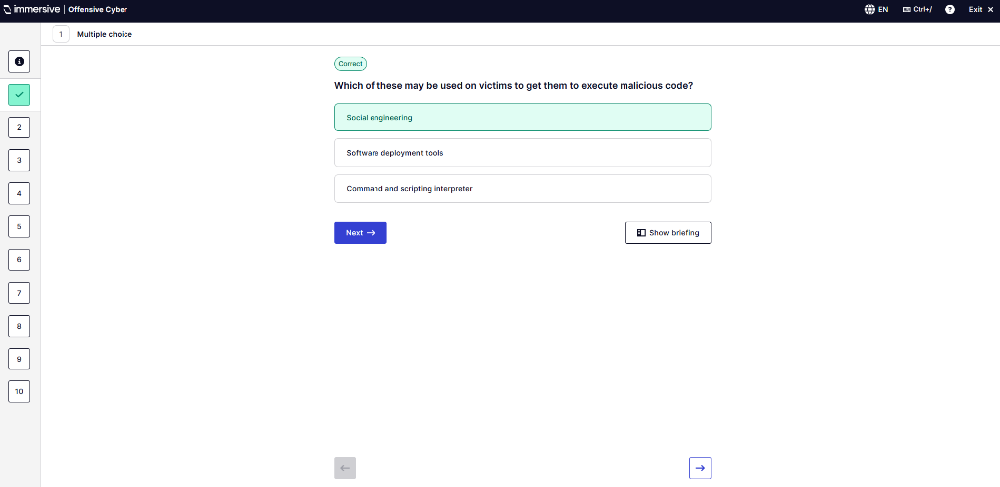 immersive | Offensive Cyber
EN
Ctrl+/
?
Exit ×
1
Multiple choice
Correct
Which of these may be used on victims to get them to execute malicious code?
Social engineering
Software deployment tools
Command and scripting interpreter
Next →
Show briefing
2
3
4
5
6
7
8
9
10